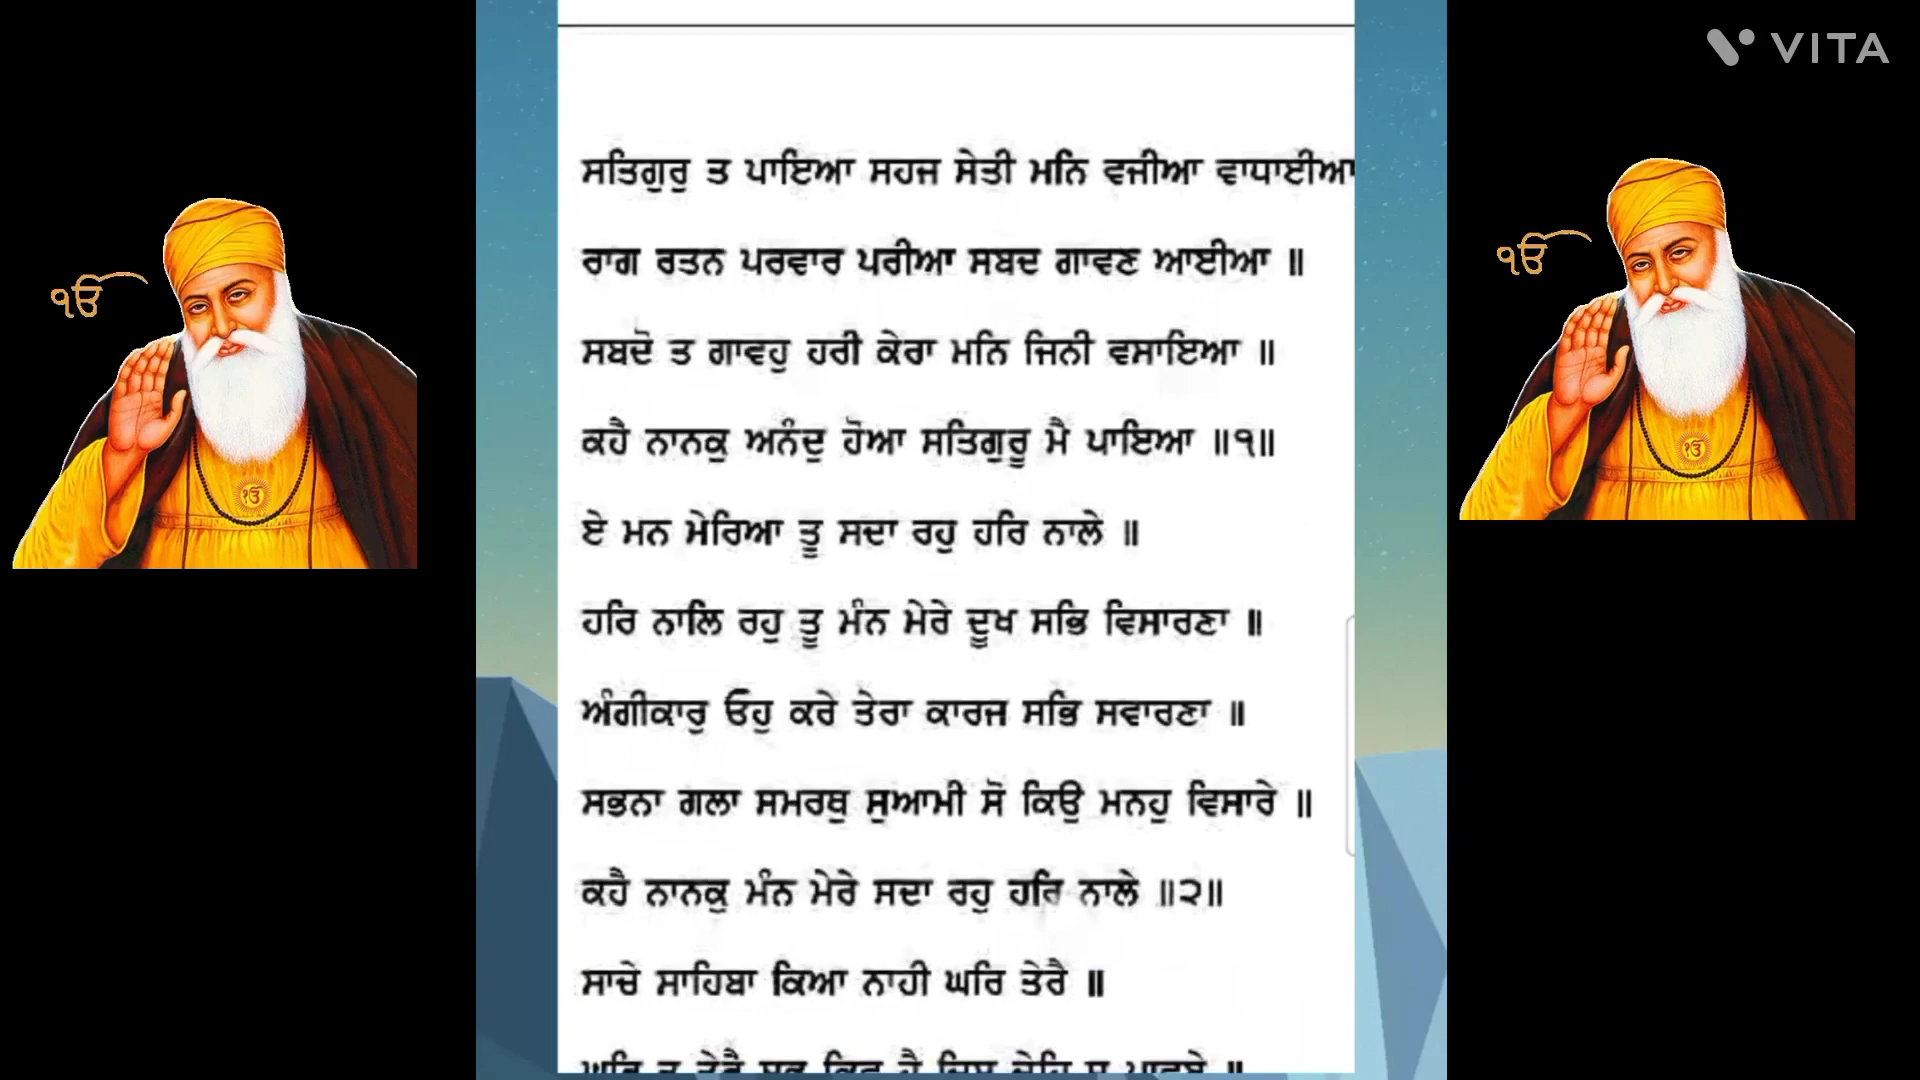 VITA
ਸਤਿਗੁਰੁ ਤ ਪਾਇਆ ਸਹਜ ਸੇਤੀ ਮਨਿ ਵਜੀਆ ਵਾਧਾਈਆ
ਰਾਗ ਰਤਨ ਪਰਵਾਰ ਪਰੀਆ ਸਬਦ ਗਾਵਣ ਆਈਆ ॥
ਸਬਦੋ ਤ ਗਾਵਹੁ ਹਰੀ ਕੇਰਾ ਮਨਿ ਜਿਨੀ ਵਸਾਇਆ ॥
ਕਹੈ ਨਾਨਕੁ ਅਨੰਦੁ ਹੋਆ ਸਤਿਗੁਰੂ ਮੈ ਪਾਇਆ ॥੧॥
ਏ ਮਨ ਮੇਰਿਆ ਤੂ ਸਦਾ ਰਹੁ ਹਰਿ ਨਾਲੇ ॥
ਹਰਿ ਨਾਲਿ ਰਹੁ ਤੂ ਮੰਨ ਮੇਰੇ ਦੂਖ ਸਭਿ ਵਿਸਾਰਣਾ ॥
ਅੰਗੀਕਾਰੁ ਓਹੁ ਕਰੇ ਤੇਰਾ ਕਾਰਜ ਸਭਿ ਸਵਾਰਣਾ ॥
ਸਭਨਾ ਗਲਾ ਸਮਰਥੁ ਸੁਆਮੀ ਸੋ ਕਿਉ ਮਨਹੁ ਵਿਸਾਰੇ ॥
ਕਹੈ ਨਾਨਕੁ ਮੰਨ ਮੇਰੇ ਸਦਾ ਰਹੁ ਹਰਿ ਨਾਲੇ ॥੨॥
ਸਾਚੇ ਸਾਹਿਬਾ ਕਿਆ ਨਾਹੀ ਘਰਿ ਤੇਰੈ ॥
ੴ
ੴ
ੴ
ੴ